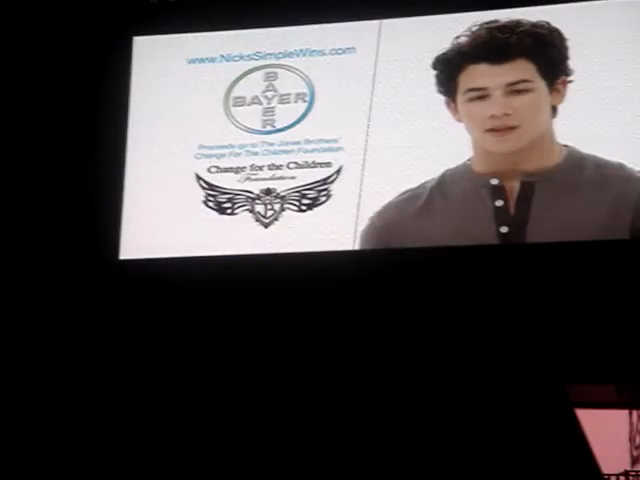 www.NicksSimpleWins.com
BAYER
BAYER
Proceeds go to The Jonas Brothers'
Change For The Children Foundation
Change for the Children
Foundation